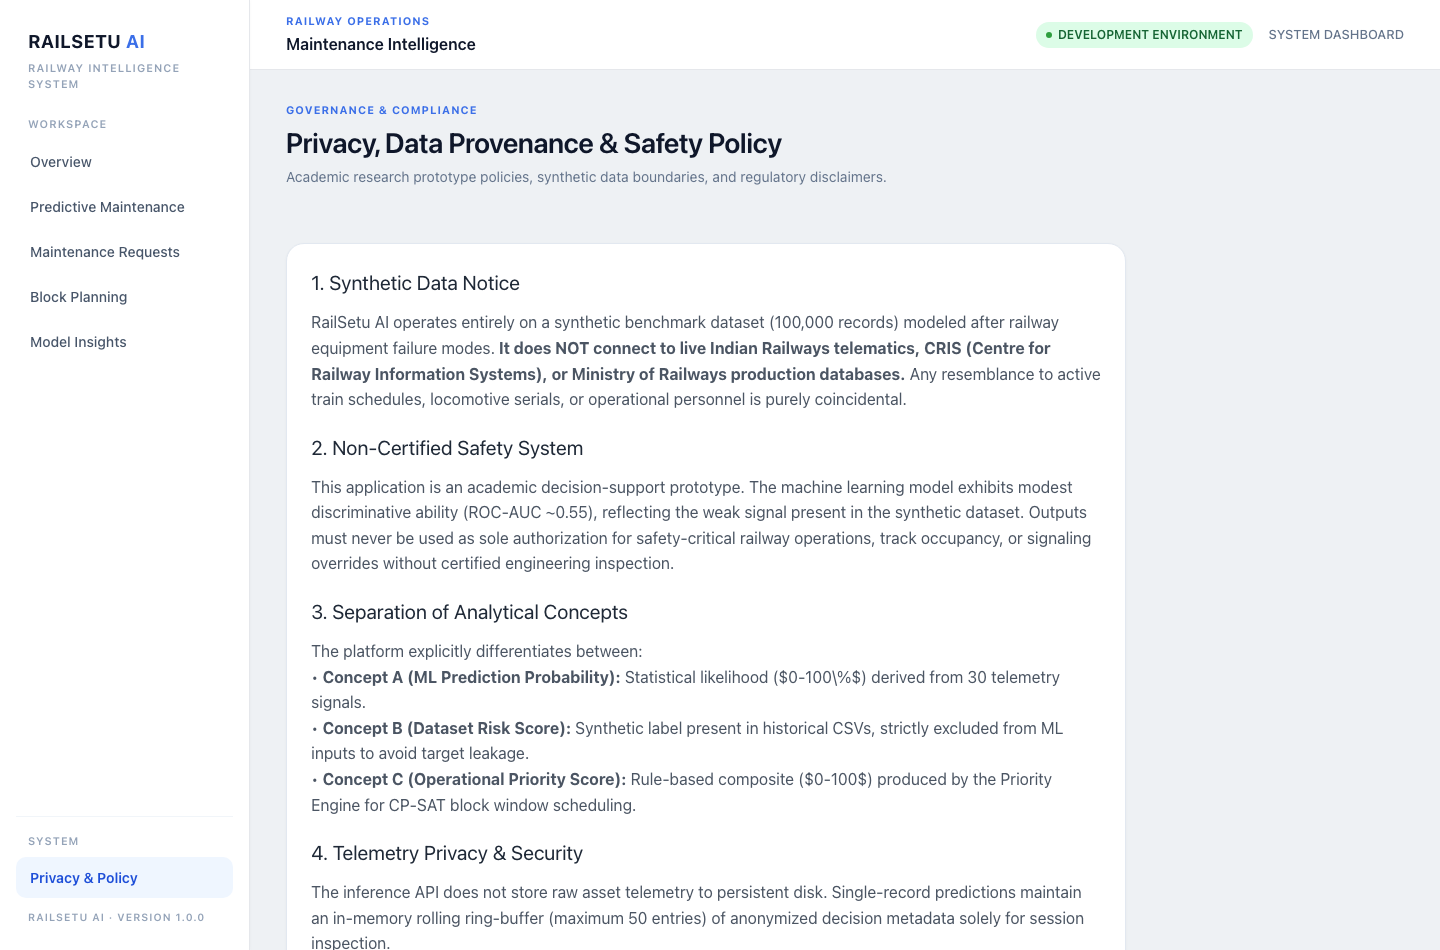 RAILSETU AI
RAILWAY INTELLIGENCE
SYSTEM
WORKSPACE
Overview
Predictive Maintenance
Maintenance Requests
Block Planning
Model Insights
SYSTEM
Privacy & Policy
RAILSETU AI · VERSION 1.0.0
RAILWAY OPERATIONS
Maintenance Intelligence
DEVELOPMENT ENVIRONMENT
SYSTEM DASHBOARD
GOVERNANCE & COMPLIANCE
Privacy, Data Provenance & Safety Policy
Academic research prototype policies, synthetic data boundaries, and regulatory disclaimers.
1. Synthetic Data Notice
RailSetu AI operates entirely on a synthetic benchmark dataset (100,000 records) modeled after railway
equipment failure modes. It does NOT connect to live Indian Railways telematics, CRIS (Centre for
Railway Information Systems), or Ministry of Railways production databases. Any resemblance to active
train schedules, locomotive serials, or operational personnel is purely coincidental.
2. Non-Certified Safety System
This application is an academic decision-support prototype. The machine learning model exhibits modest
discriminative ability (ROC-AUC ~0.55), reflecting the weak signal present in the synthetic dataset. Outputs
must never be used as sole authorization for safety-critical railway operations, track occupancy, or signaling
overrides without certified engineering inspection.
3. Separation of Analytical Concepts
The platform explicitly differentiates between:
• Concept A (ML Prediction Probability): Statistical likelihood ($0-100\%$) derived from 30 telemetry
signals.
• Concept B (Dataset Risk Score): Synthetic label present in historical CSVs, strictly excluded from ML
inputs to avoid target leakage.
• Concept C (Operational Priority Score): Rule-based composite ($0-100$) produced by the Priority
Engine for CP-SAT block window scheduling.
4. Telemetry Privacy & Security
The inference API does not store raw asset telemetry to persistent disk. Single-record predictions maintain
an in-memory rolling ring-buffer (maximum 50 entries) of anonymized decision metadata solely for session
inspection.